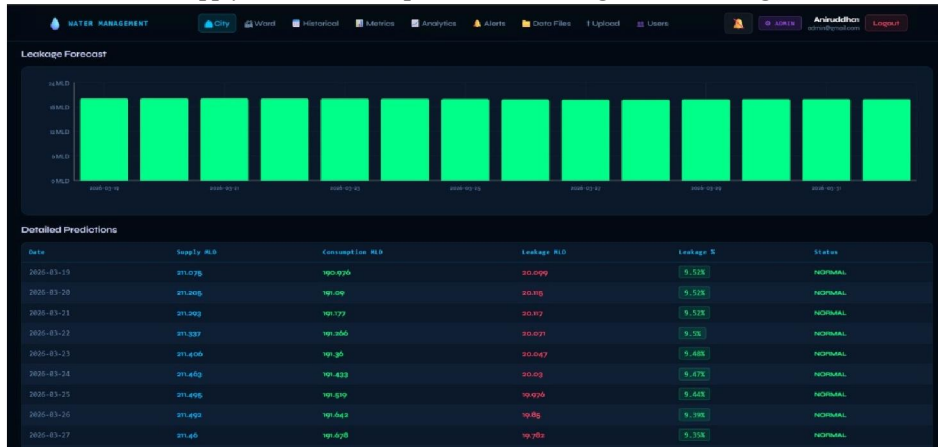 WATER MANAGEMENT City Ward Historical Metrics Analytics Alerts Data Files Upload Users ADMIN Aniruddha admin@gmail.com Logout
Leakage Forecast
24 MLD
18 MLD
12 MLD
6 MLD
0 MLD
2026-03-19 2026-03-21 2026-03-23 2026-03-25 2026-03-27 2026-03-29 2026-03-31
Detailed Predictions
Date Supply MLD Consumption MLD Leakage MLD Leakage % Status
2026-03-19 211.075 190.976 20.099 9.52% NORMAL
2026-03-20 211.205 191.09 20.115 9.52% NORMAL
2026-03-21 211.293 191.177 20.117 9.52% NORMAL
2026-03-22 211.337 191.266 20.071 9.5% NORMAL
2026-03-23 211.406 191.36 20.047 9.48% NORMAL
2026-03-24 211.463 191.433 20.03 9.47% NORMAL
2026-03-25 211.495 191.519 19.976 9.44% NORMAL
2026-03-26 211.492 191.642 19.85 9.39% NORMAL
2026-03-27 211.46 191.678 19.782 9.35% NORMAL